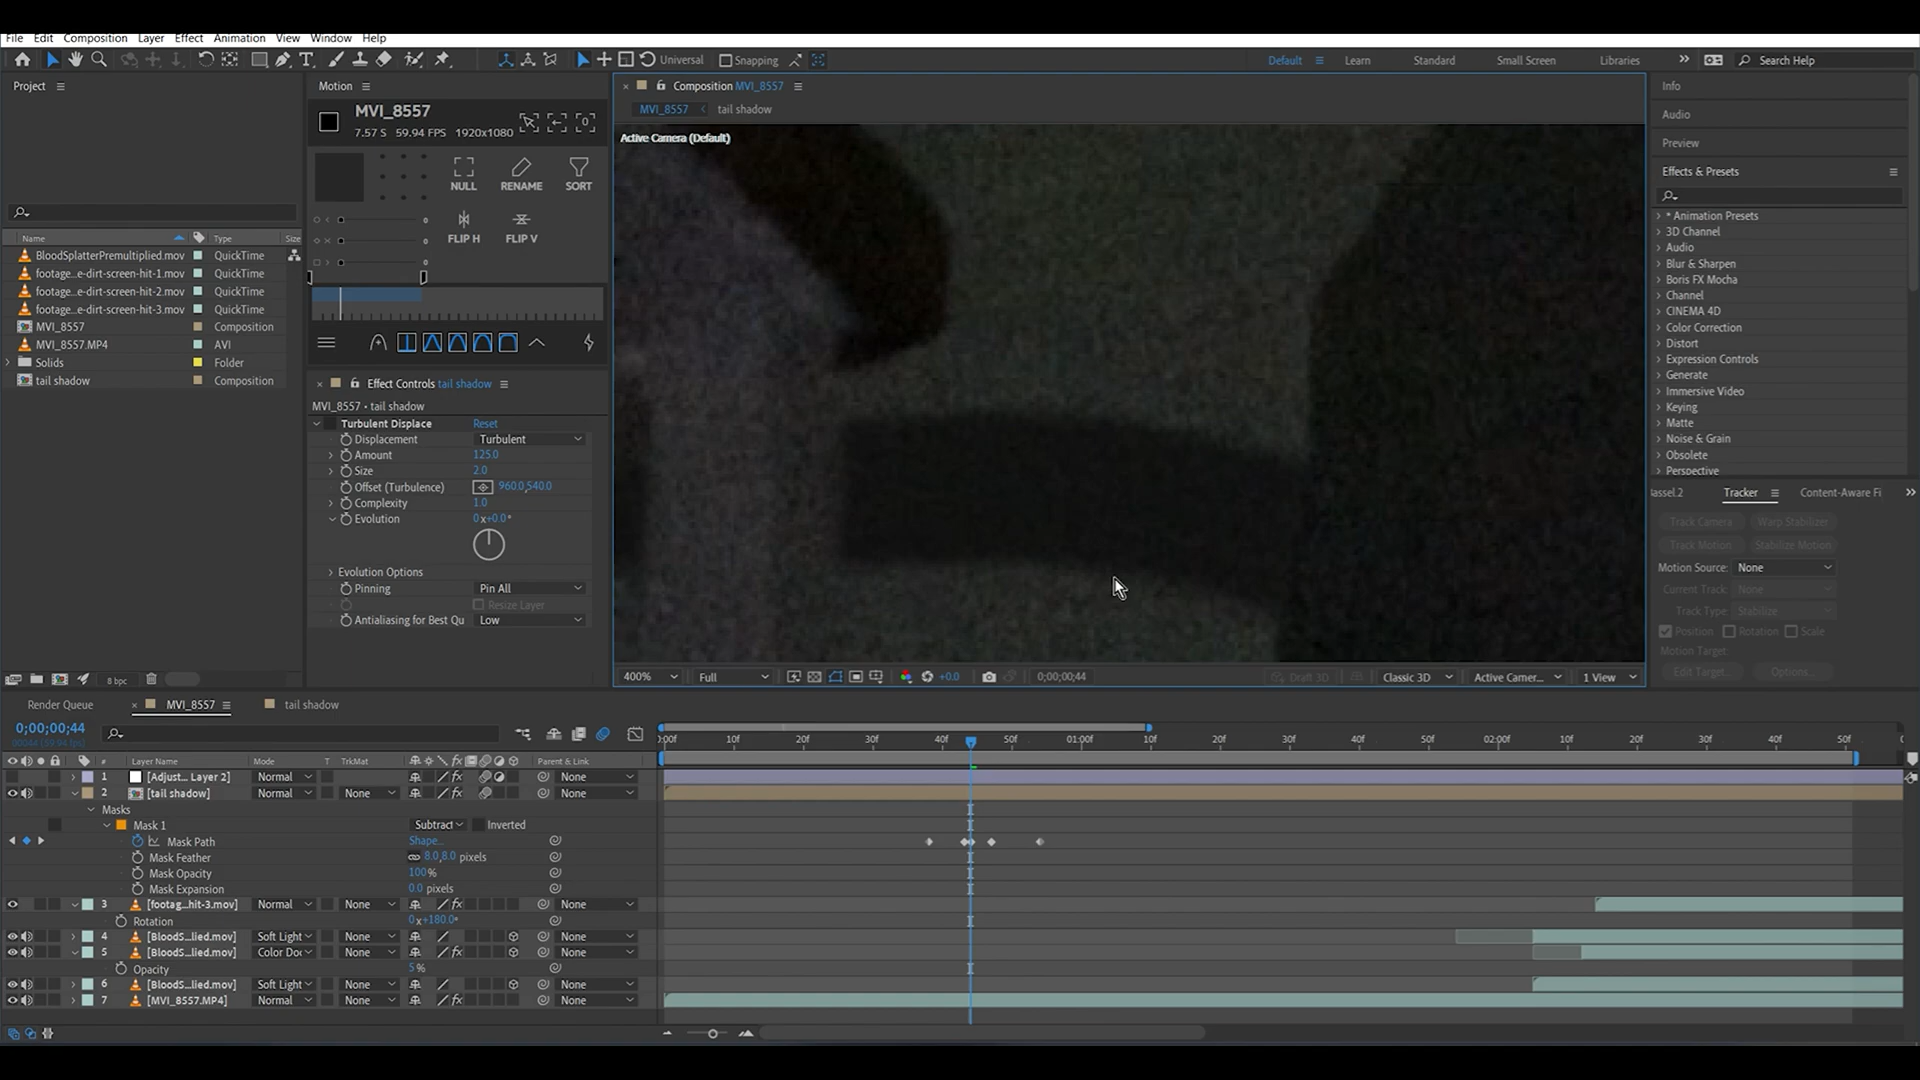 File Edit Composition Layer Effect Animation View Window Help
Universal Snapping Default Learn Standard Small Screen Libraries Search Help
Project
Name Type Size
BloodSplatterPremultiplied.mov QuickTime
footage...e-dirt-screen-hit-1.mov QuickTime
footage...e-dirt-screen-hit-2.mov QuickTime
footage...e-dirt-screen-hit-3.mov QuickTime
MVI_8557 Composition
MVI_8557.MP4 AVI
Solids Folder
tail shadow Composition
8 bpc
Motion
MVI_8557
7.57 S 59.94 FPS 1920x1080
NULL RENAME SORT
0
FLIP H FLIP V
0
0
Effect Controls tail shadow
MVI_8557 • tail shadow
Turbulent Displace Reset
Displacement Turbulent
Amount 125.0
Size 2.0
Offset (Turbulence) 960.0,540.0
Complexity 1.0
Evolution 0x+0.0°
Evolution Options
Pinning Pin All
Resize Layer
Antialiasing for Best Qu Low
Composition MVI_8557
MVI_8557 tail shadow
Active Camera (Default)
400% Full +0.0 0;00;00;44 Draft 3D Classic 3D Active Camer... 1 View
Info
Audio
Preview
Effects & Presets
* Animation Presets
3D Channel
Audio
Blur & Sharpen
Boris FX Mocha
Channel
CINEMA 4D
Color Correction
Distort
Expression Controls
Generate
Immersive Video
Keying
Matte
Noise & Grain
Obsolete
Perspective
assel.2 Tracker Content-Aware Fi
Track Camera Warp Stabilizer
Track Motion Stabilize Motion
Motion Source: None
Current Track: None
Track Type: Stabilize
Position Rotation Scale
Motion Target:
Edit Target... Options...
Render Queue MVI_8557 tail shadow
0;00;00;44
00044 (59.94 fps)
0:00f 10f 20f 30f 40f 50f 01:00f 10f 20f 30f 40f 50f 02:00f 10f 20f 30f 40f 50f
# Layer Name Mode T TrkMat Parent & Link
1 [Adjust... Layer 2] Normal None
2 [tail shadow] Normal None None
Masks
Mask 1 Subtract Inverted
Mask Path Shape...
Mask Feather 8.0,8.0 pixels
Mask Opacity 100%
Mask Expansion 0.0 pixels
3 [footag...hit-3.mov] Normal None None
Rotation 0x+180.0°
4 [BloodS...lied.mov] Soft Light None None
5 [BloodS...lied.mov] Color Doc None None
Opacity 5%
6 [BloodS...lied.mov] Soft Light None None
7 [MVI_8557.MP4] Normal None None